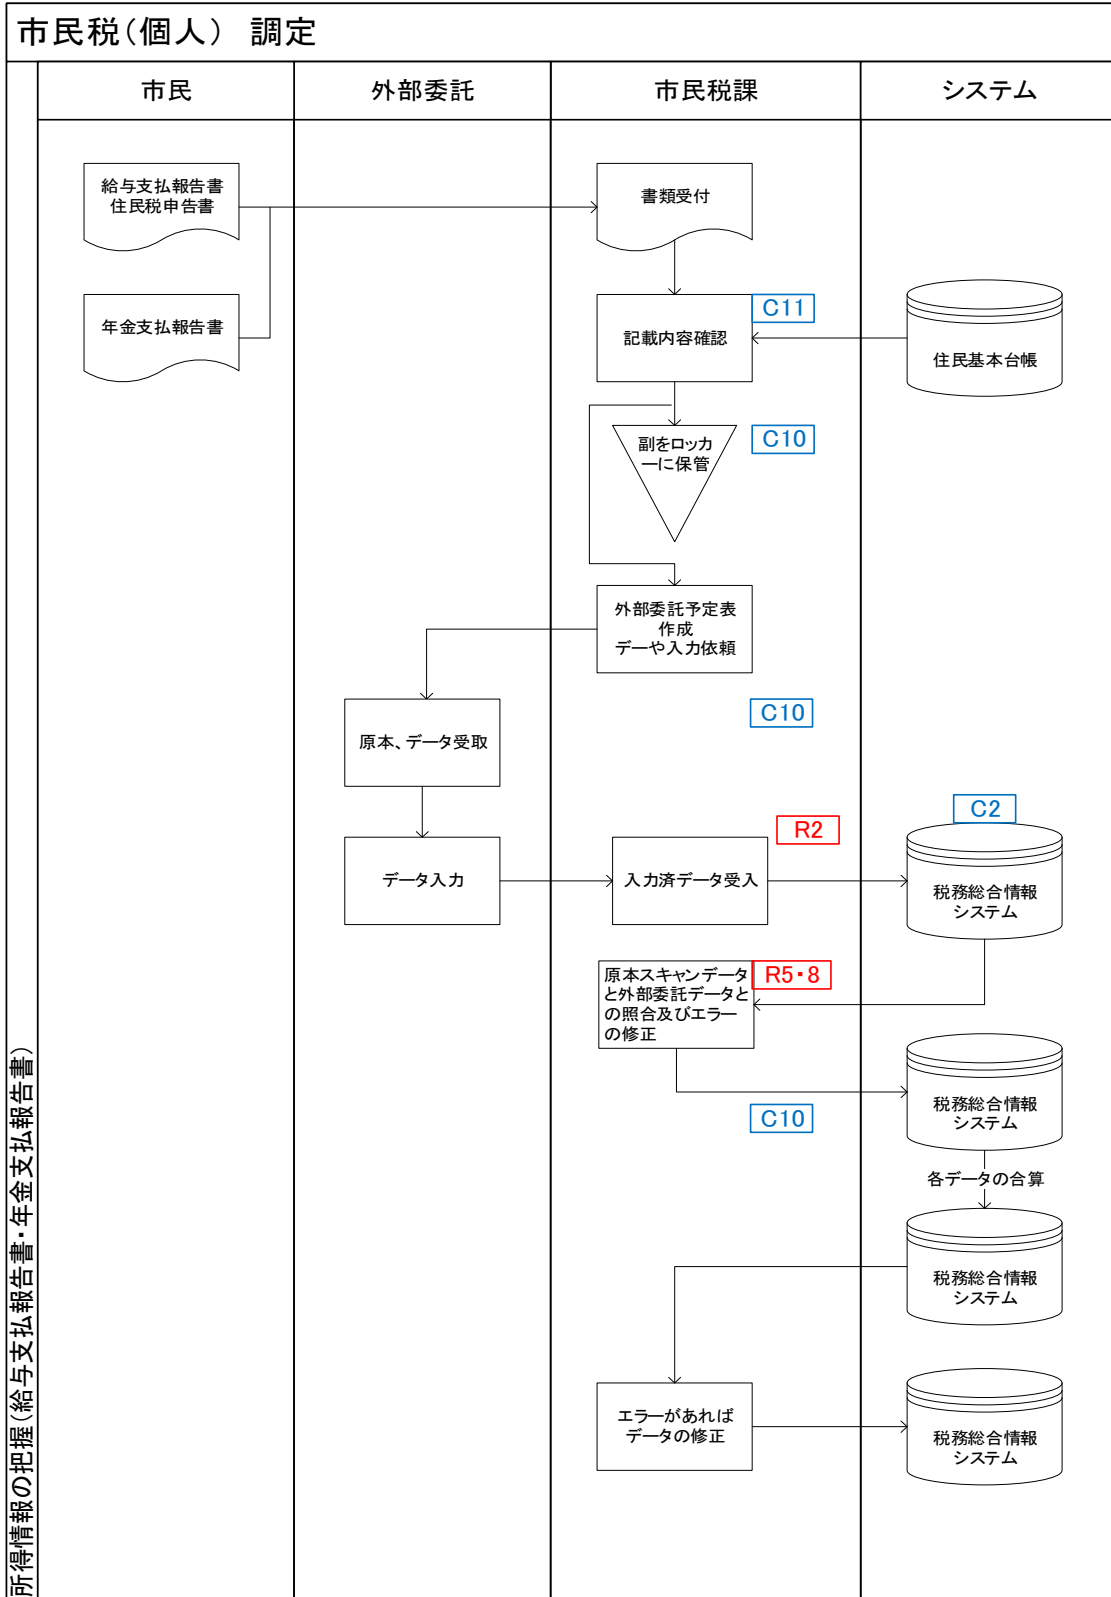 市民税（個人）　調定
市民
外部委託
市民税課
システム
給与支払報告書
住民税申告書
書類受付
年金支払報告書
C11
記載内容確認
住民基本台帳
副をロッカ
ーに保管
C10
外部委託予定表
作成
デーや入力依頼
C10
原本、データ受取
C2
R2
データ入力
入力済データ受入
税務総合情報
システム
原本スキャンデータ
と外部委託データと
の照合及びエラー
の修正
R5・8
C10
税務総合情報
システム
各データの合算
税務総合情報
システム
エラーがあれば
データの修正
税務総合情報
システム
所得情報の把握（給与支払報告書・年金支払報告書）